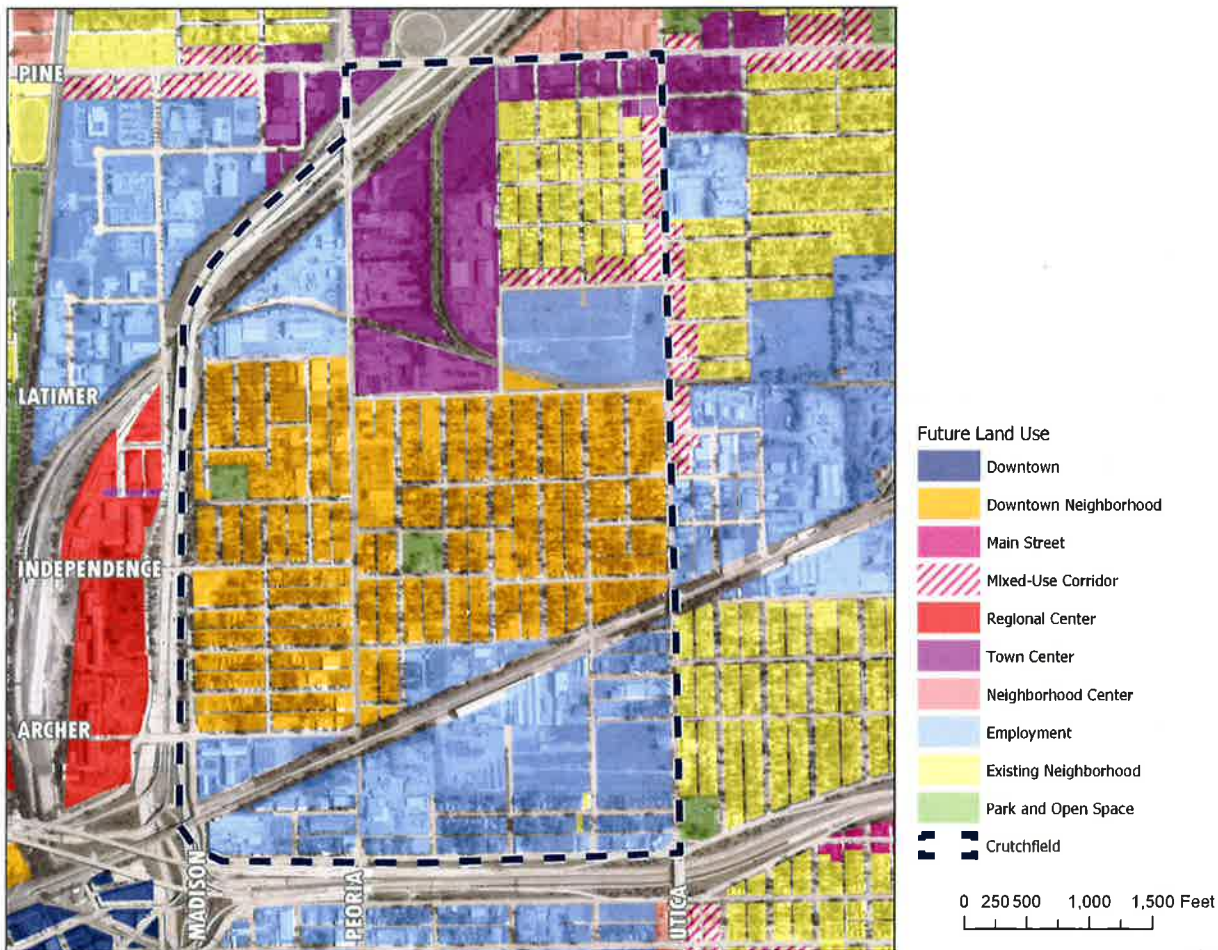 PINE
LATIMER
INDEPENDENCE
ARCHER
MADISON
PEORIA
UTICA
Future Land Use
Downtown
Downtown Neighborhood
Main Street
Mixed-Use Corridor
Regional Center
Town Center
Neighborhood Center
Employment
Existing Neighborhood
Park and Open Space
Crutchfield
0 250 500 1,000 1,500 Feet